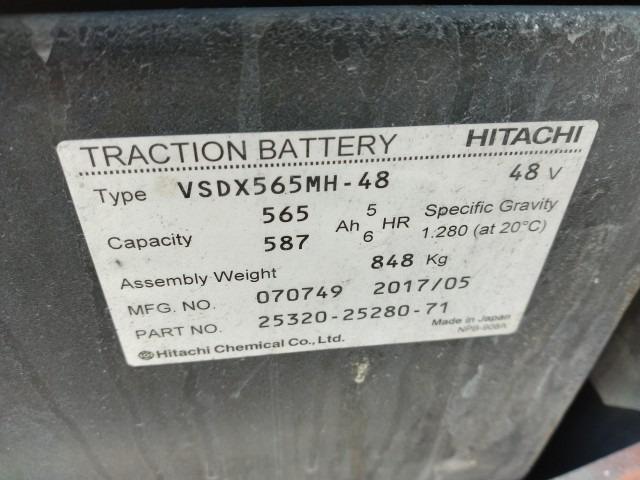 TRACTION BATTERY HITACHI
Type VSDX565MH-48 48 V
Capacity 565 Ah 5 HR Specific Gravity
587 6 1.280 (at 20°C)
Assembly Weight 848 Kg
MFG. NO. 070749 2017/05
PART NO. 25320-25280-71 Made in Japan
Hitachi Chemical Co., Ltd. NPB-908A